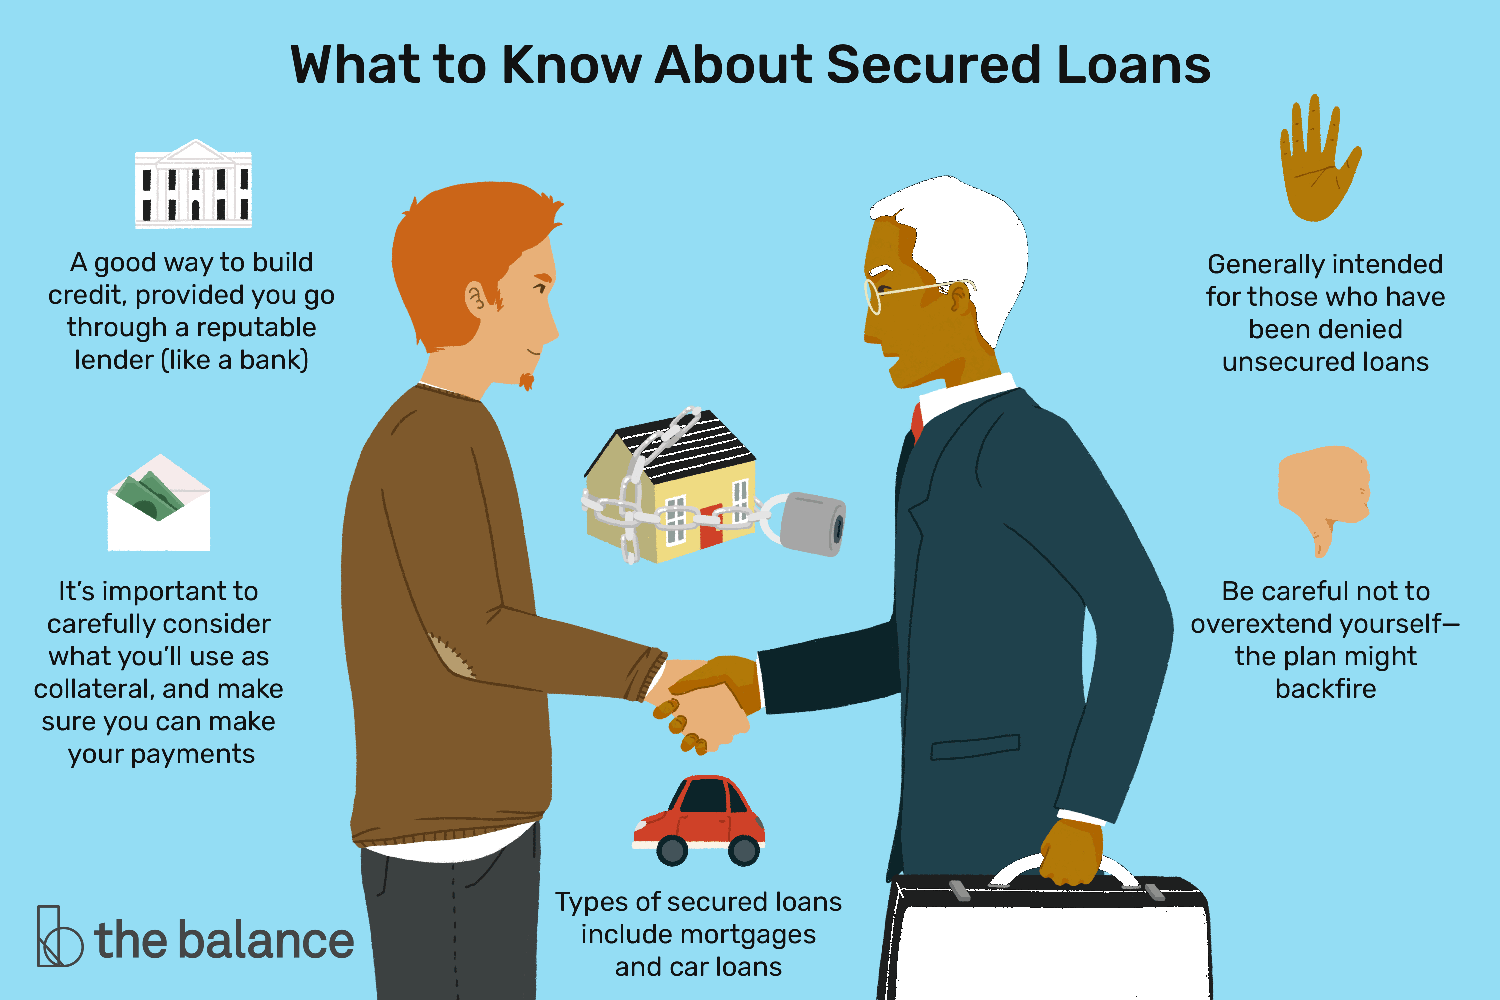 What to Know About Secured Loans
A good way to build
credit, provided you go
through a reputable
lender (like a bank)
It's important to
carefully consider
what you'll use as
collateral, and make
sure you can make
your payments
Generally intended
for those who have
been denied
unsecured loans
Be careful not to
overextend yourself—
the plan might
backfire
Types of secured loans
include mortgages
and car loans
the balance